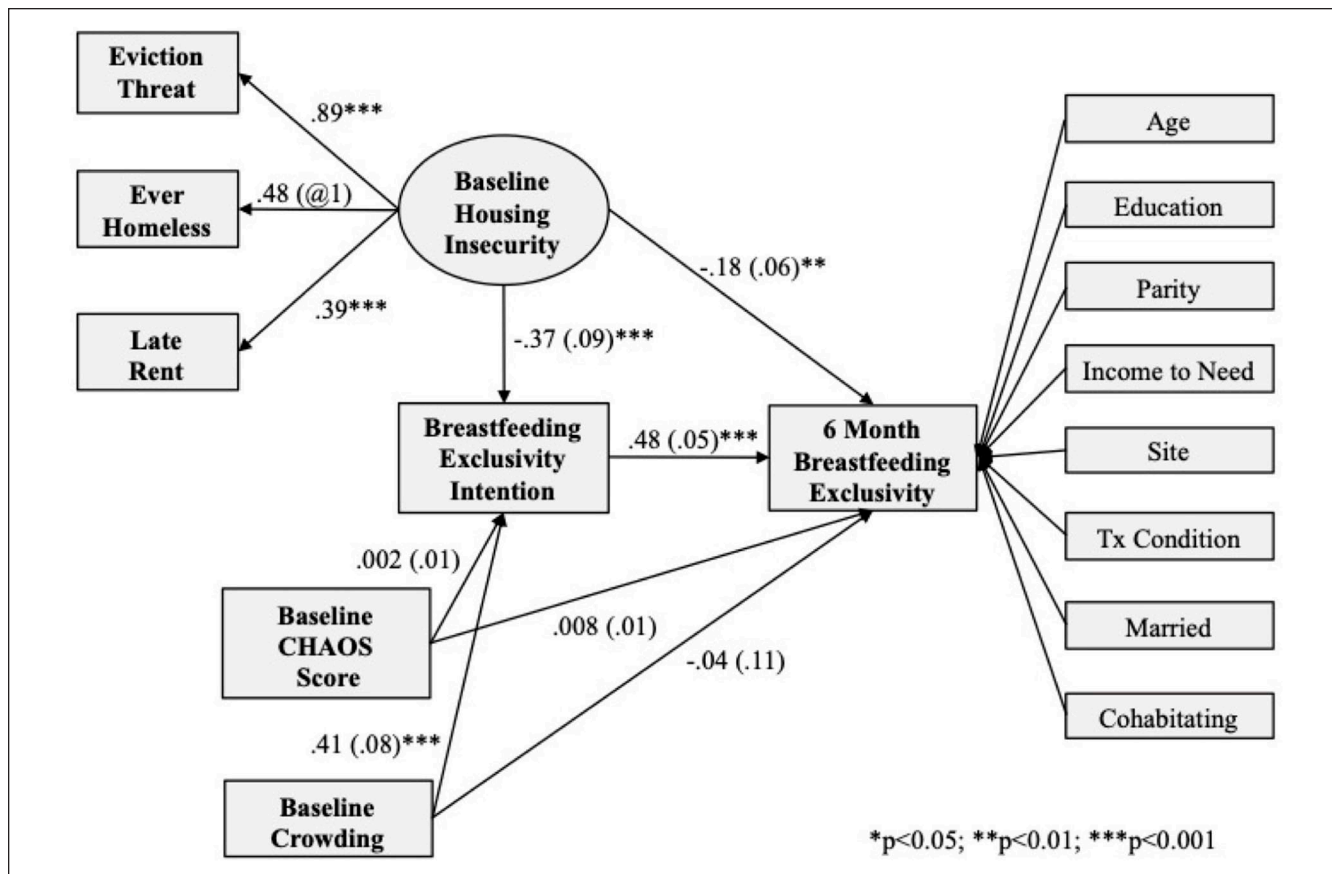 Eviction
Threat
.89***
Ever
Homeless
.48 (@1)
Late
Rent
.39***
Baseline
Housing
Insecurity
-.18 (.06)**
-.37 (.09)***
Breastfeeding
Exclusivity
Intention
.48 (.05)***
6 Month
Breastfeeding
Exclusivity
.002 (.01)
Baseline
CHAOS
Score
.008 (.01)
-.04 (.11)
.41 (.08)***
Baseline
Crowding
Age
Education
Parity
Income to Need
Site
Tx Condition
Married
Cohabitating
*p<0.05; **p<0.01; ***p<0.001